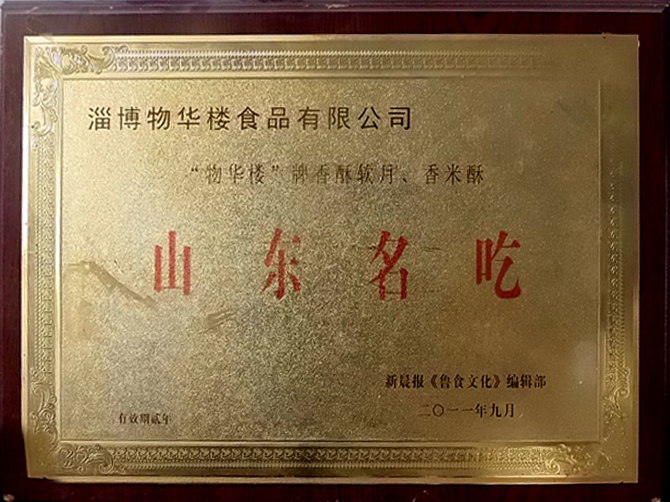 淄博物华楼食品有限公司
“物华楼”牌香酥软月、香米酥
山东名吃
新晨报《鲁食文化》编辑部
二〇一一年九月
有效期贰年